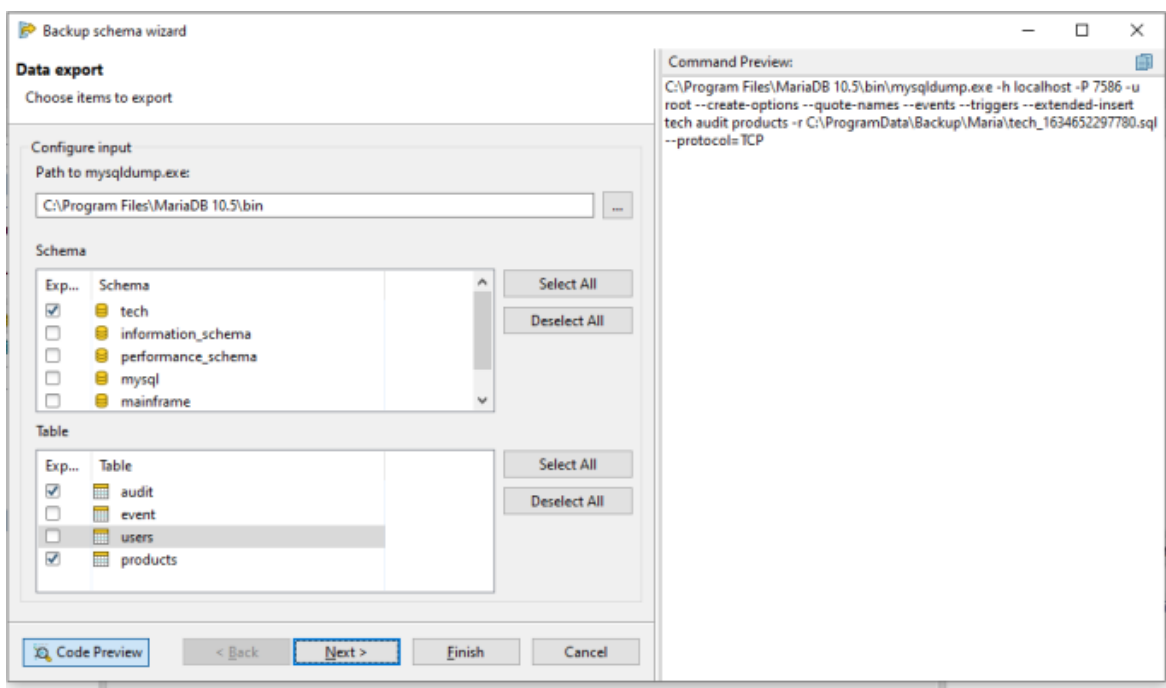 Backup schema wizard
Data export
Choose items to export
Configure input
Path to mysqldump.exe:
C:\Program Files\MariaDB 10.5\bin
...
Schema
Exp... Schema
tech
information_schema
performance_schema
mysql
mainframe
Select All
Deselect All
Table
Exp... Table
audit
event
users
products
Select All
Deselect All
Code Preview
< Back
Next >
Finish
Cancel
Command Preview:
C:\Program Files\MariaDB 10.5\bin\mysqldump.exe -h localhost -P 7586 -u
root --create-options --quote-names --events --triggers --extended-insert
tech audit products -r C:\ProgramData\Backup\Maria\tech_1634652297780.sql
--protocol=TCP